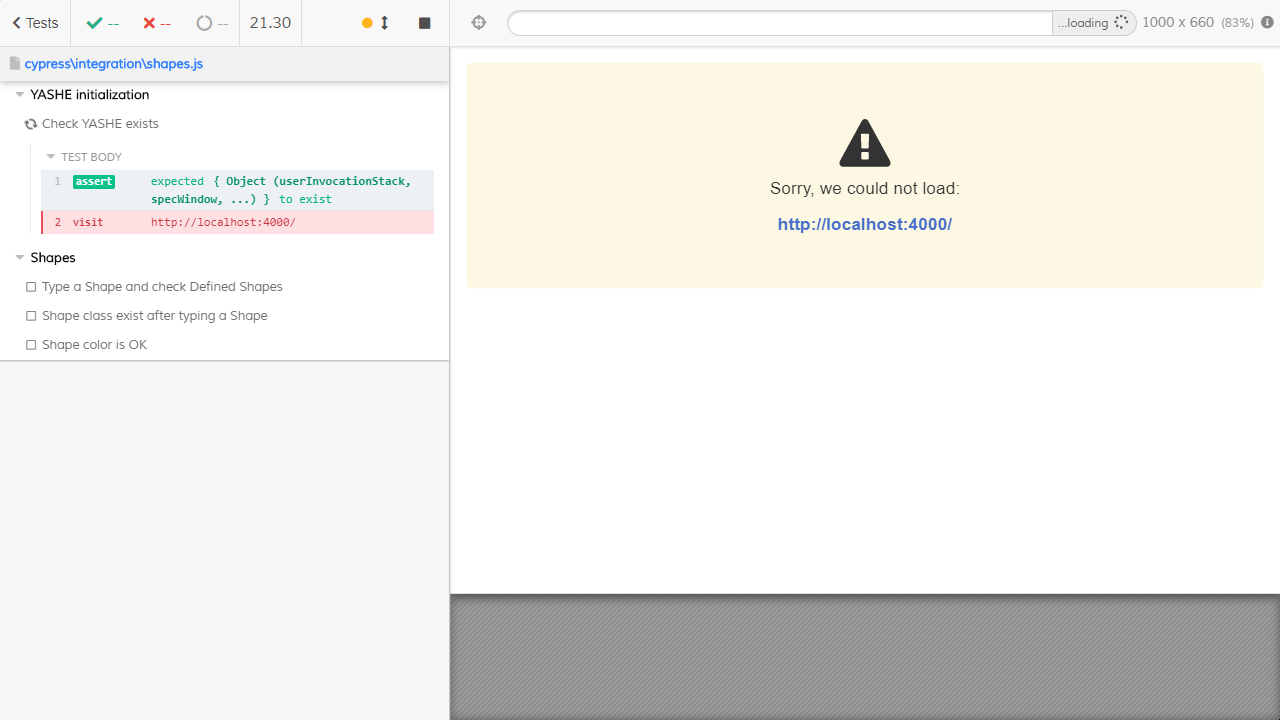 Tests -- -- -- 21.30
...loading 1000 x 660 (83%)
cypress\integration\shapes.js
YASHE initialization
Check YASHE exists
TEST BODY
1 assert expected { Object (userInvocationStack,
specWindow, ...) } to exist
2 visit http://localhost:4000/
Shapes
Type a Shape and check Defined Shapes
Shape class exist after typing a Shape
Shape color is OK
Sorry, we could not load:
http://localhost:4000/